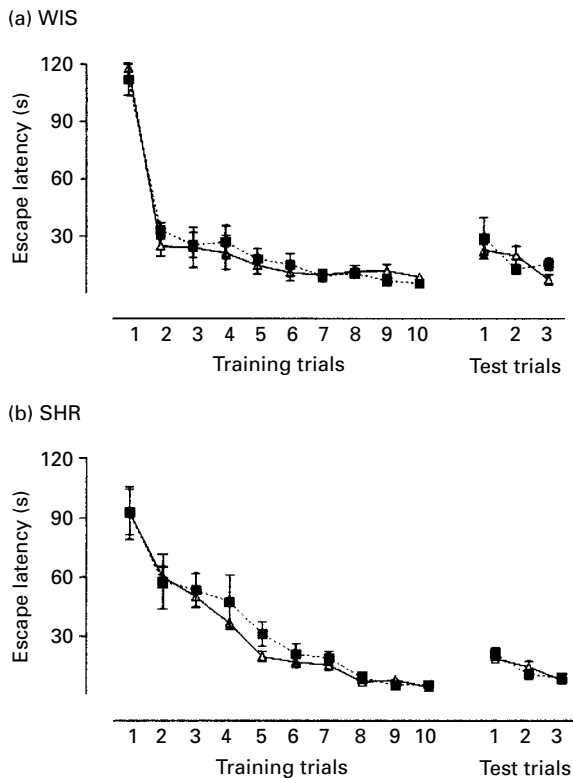 (a) WIS
120
90
60
30
Escape latency (s)
1 2 3 4 5 6 7 8 9 10 1 2 3
Training trials Test trials
(b) SHR
120
90
60
30
Escape latency (s)
1 2 3 4 5 6 7 8 9 10 1 2 3
Training trials Test trials